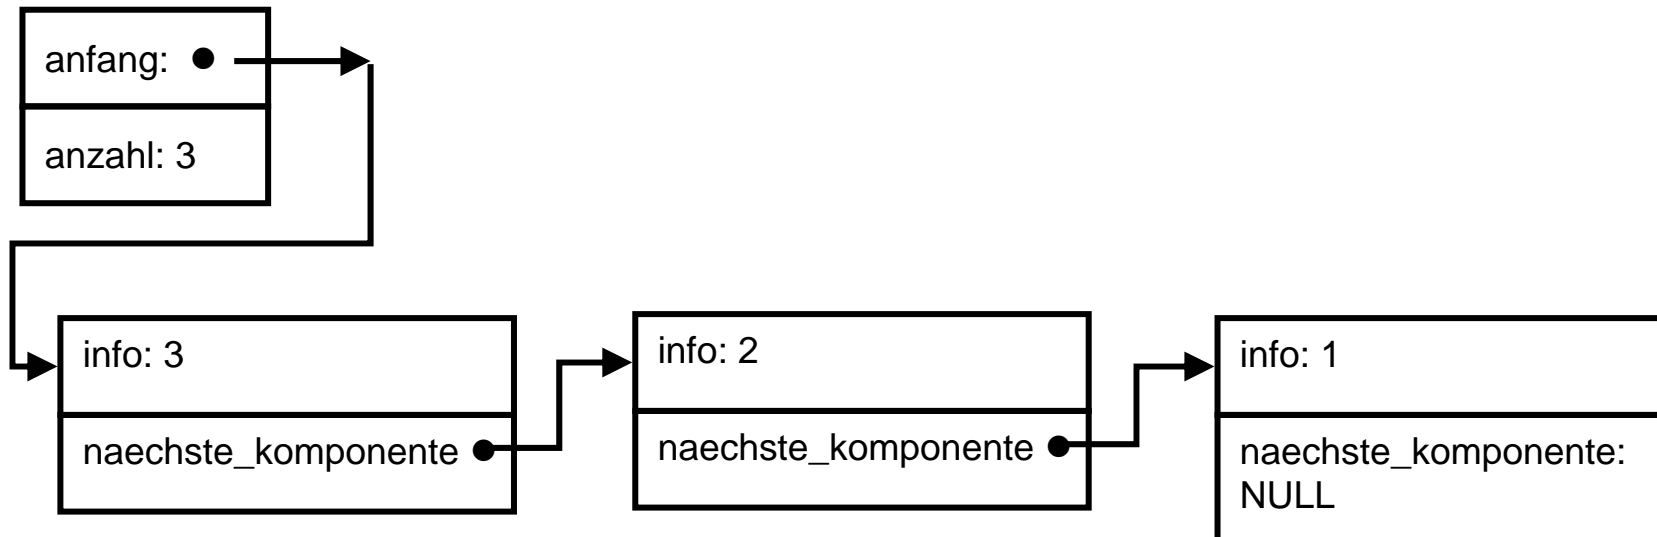 anfang:
anzahl: 3
info: 3
naechste_komponente
info: 2
naechste_komponente
info: 1
naechste_komponente:
NULL